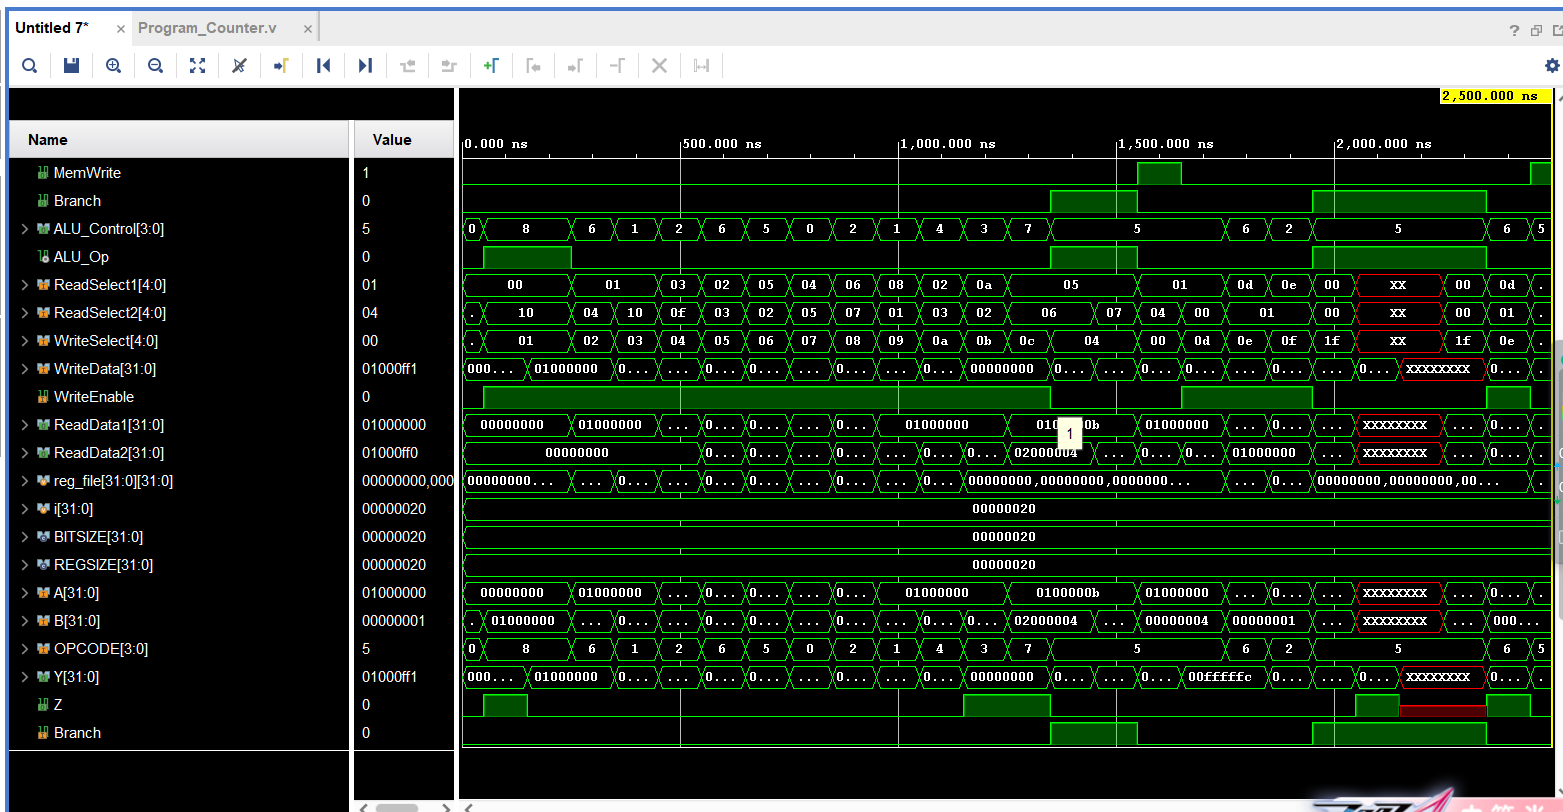 Untitled 7* × Program_Counter.v ×
2,500.000 ns
Name Value 0.000 ns 500.000 ns 1,000.000 ns 1,500.000 ns 2,000.000 ns
MemWrite 1
Branch 0
ALU_Control[3:0] 5 0 8 6 1 2 6 5 0 2 1 4 3 7 5 6 2 5 6 5
ALU_Op 0
ReadSelect1[4:0] 01 00 01 03 02 05 04 06 08 02 0a 05 01 0d 0e 00 XX 00 0d .
ReadSelect2[4:0] 04 . 10 04 10 0f 03 02 05 07 01 03 02 06 07 04 00 01 00 XX 00 01 .
WriteSelect[4:0] 00 . 01 02 03 04 05 06 07 08 09 0a 0b 0c 04 00 0d 0e 0f 1f XX 1f 0e .
WriteData[31:0] 01000ff1 000... 01000000 0... ... 0... 0... ... 0... ... 0... ... 00000000 0... ... 0... 0... 0... 0... ... 0... XXXXXXXX 0... .
WriteEnable 0
ReadData1[31:0] 01000000 00000000 01000000 ... 0... 0... ... 0... 01000000 0100000b 01000000 ... 0... ... XXXXXXXX ... 0... .
1
ReadData2[31:0] 01000ff0 00000000 0... 0... ... 0... ... 0... 02000004 ... 0... 0... 01000000 ... XXXXXXXX ... 0... .
reg_file[31:0][31:0] 00000000,000 00000000... ... 0... ... 0... 0... ... 0... ... 0... ... 00000000,00000000,0000000... ... 0... 00000000,00000000,00... .
i[31:0] 00000020 00000020
BITSIZE[31:0] 00000020 00000020
REGSIZE[31:0] 00000020 00000020
A[31:0] 01000000 00000000 01000000 ... 0... 0... ... 0... 01000000 0100000b 01000000 ... 0... ... XXXXXXXX ... 0... .
B[31:0] 00000001 . 01000000 ... 0... ... 0... 0... ... 0... ... 0... 0... 02000004 ... 00000004 00000001 ... XXXXXXXX ... 000...
OPCODE[3:0] 5 0 8 6 1 2 6 5 0 2 1 4 3 7 5 6 2 5 6 5
Y[31:0] 01000ff1 000... 01000000 0... ... 0... 0... ... 0... ... 0... 00000000 0... ... 0... 00fffffc 0... ... 0... XXXXXXXX 0... .
Z 0
Branch 0